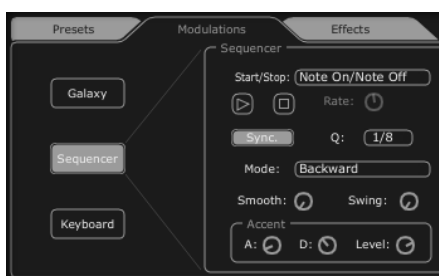 Presets Modulations Effects
Sequencer
Start/Stop: Note On/Note Off
Galaxy
Rate:
Sync. Q: 1/8
Sequencer
Mode: Backward
Smooth: Swing:
Keyboard
Accent
A: D: Level: